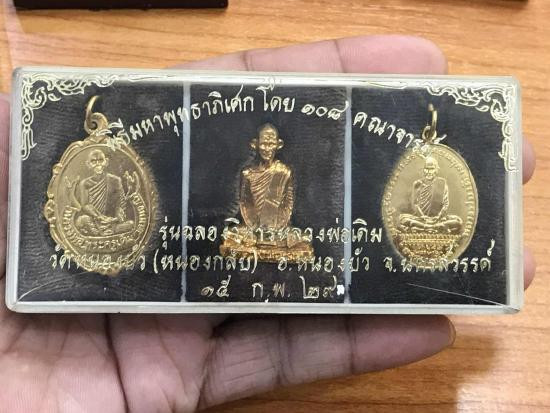 พิธีมหาพุทธาภิเศกโดย ๑๐๘ คณาจารย์
รุ่นฉลองวิหารหลวงพ่อเดิม
วัดหนองบัว (หนองกลับ) อ.หนองบัว จ.นครสวรรค์
๑๕ ก.พ. ๒๙